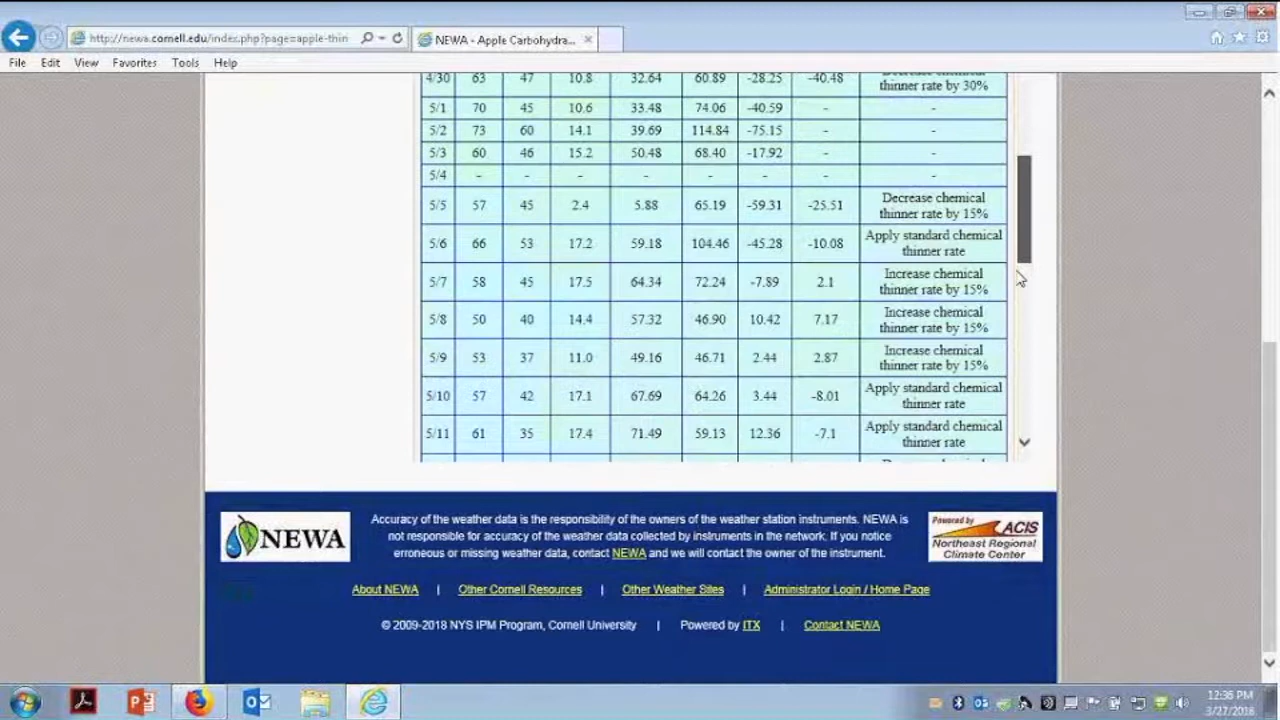 http://newa.cornell.edu/index.php?page=apple-thin
NEWA - Apple Carbohydra...
File Edit View Favorites Tools Help
4/30 63 47 10.8 32.64 60.89 -28.25 -40.48 Decrease chemical
thinner rate by 30%
5/1 70 45 10.6 33.48 74.06 -40.59 - -
5/2 73 60 14.1 39.69 114.84 -75.15 - -
5/3 60 46 15.2 50.48 68.40 -17.92 - -
5/4 - - - - - - - -
5/5 57 45 2.4 5.88 65.19 -59.31 -25.51 Decrease chemical
thinner rate by 15%
5/6 66 53 17.2 59.18 104.46 -45.28 -10.08 Apply standard chemical
thinner rate
5/7 58 45 17.5 64.34 72.24 -7.89 2.1 Increase chemical
thinner rate by 15%
5/8 50 40 14.4 57.32 46.90 10.42 7.17 Increase chemical
thinner rate by 15%
5/9 53 37 11.0 49.16 46.71 2.44 2.87 Increase chemical
thinner rate by 15%
5/10 57 42 17.1 67.69 64.26 3.44 -8.01 Apply standard chemical
thinner rate
5/11 61 35 17.4 71.49 59.13 12.36 -7.1 Apply standard chemical
thinner rate
NEWA
Accuracy of the weather data is the responsibility of the owners of the weather station instruments. NEWA is
not responsible for accuracy of the weather data collected by instruments in the network. If you notice
erroneous or missing weather data, contact NEWA and we will contact the owner of the instrument.
Powered by
ACIS
Northeast Regional
Climate Center
About NEWA | Other Cornell Resources | Other Weather Sites | Administrator Login / Home Page
© 2009-2018 NYS IPM Program, Cornell University | Powered by ITX | Contact NEWA
12:36 PM
3/27/2018